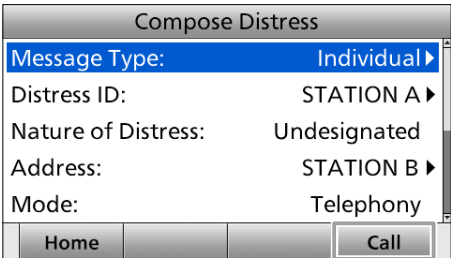 Compose Distress
Message Type: Individual
Distress ID: STATION A
Nature of Distress: Undesignated
Address: STATION B
Mode: Telephony
Home Call